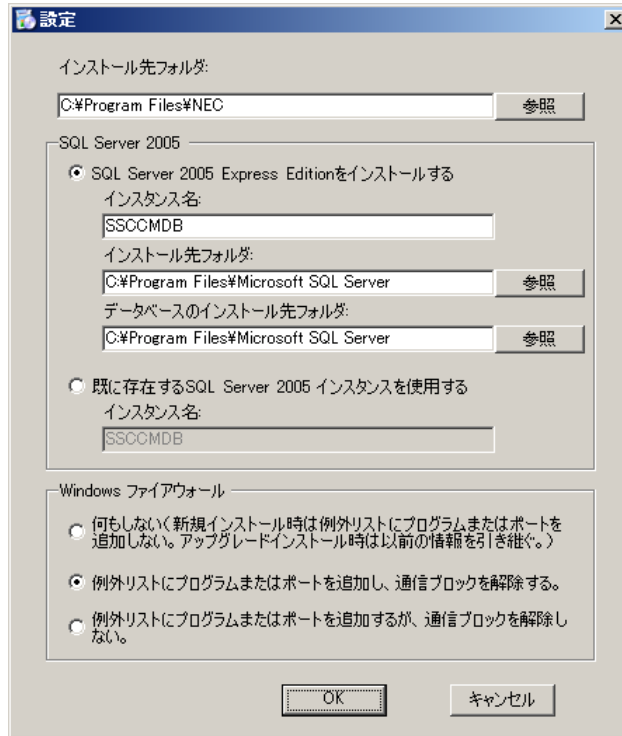 設定
インストール先フォルダ:
C:¥Program Files¥NEC
参照
SQL Server 2005
SQL Server 2005 Express Editionをインストールする
インスタンス名:
SSCCMDB
インストール先フォルダ:
C:¥Program Files¥Microsoft SQL Server
参照
データベースのインストール先フォルダ:
C:¥Program Files¥Microsoft SQL Server
参照
既に存在するSQL Server 2005 インスタンスを使用する
インスタンス名:
SSCCMDB
Windows ファイアウォール
何もしない(新規インストール時は例外リストにプログラムまたはポートを
追加しない。アップグレードインストール時は以前の情報を引き継ぐ。)
例外リストにプログラムまたはポートを追加し、通信ブロックを解除する。
例外リストにプログラムまたはポートを追加するが、通信ブロックを解除し
ない。
OK
キャンセル